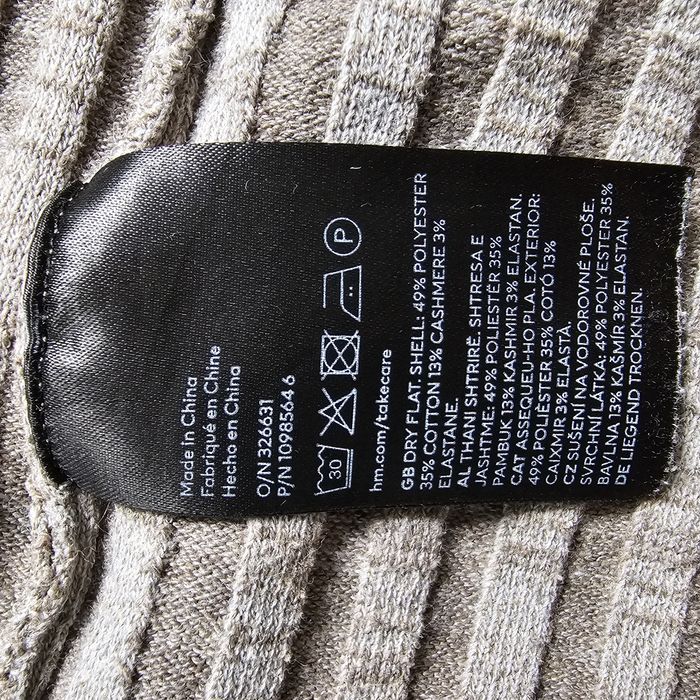 Made in China
Fabriqué en Chine
Hecho en China
O/N 326631
P/N 10985646
30
P
hm.com/takecare
GB DRY FLAT. SHELL: 49% POLYESTER
35% COTTON 13% CASHMERE 3%
ELASTANE.
AL THANI SHTRIRË. SHTRESA E
JASHTME: 49% POLIESTËR 35%
PAMBUK 13% KASHMIR 3% ELASTAN.
CAT ASSEQUEU-HO PLA. EXTERIOR:
49% POLIÈSTER 35% COTÓ 13%
CAIXMIR 3% ELASTÀ.
CZ SUŠENÍ NA VODOROVNÉ PLOŠE.
SVRCHNÍ LÁTKA: 49% POLYESTER 35%
BAVLNA 13% KAŠMÍR 3% ELASTAN.
DE LIEGEND TROCKNEN.